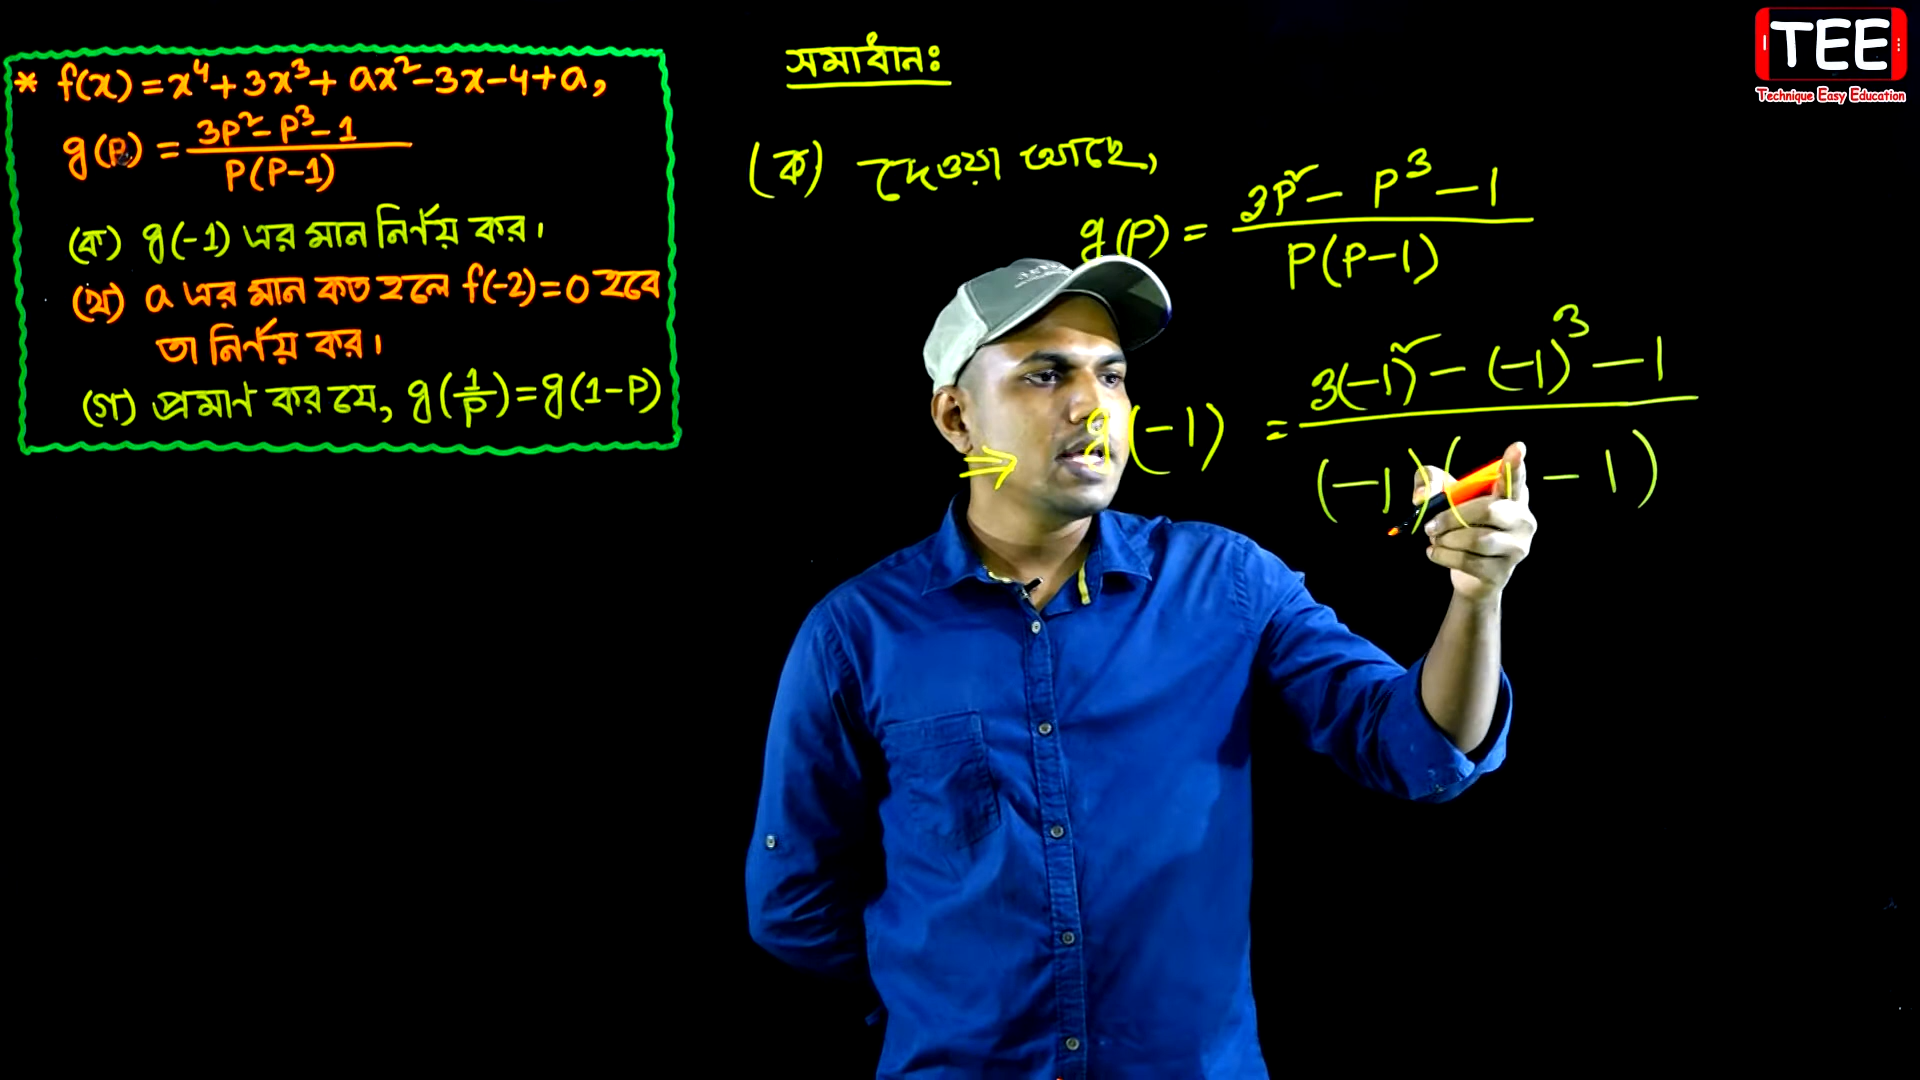 * f(x) = x⁴ + 3x³ + ax² - 3x - 4 + a,
g(P) = 3P² - P³ - 1 / P(P-1)
(ক) g(-1) এর মান নির্ণয় কর।
(খ) a এর মান কত হলে f(-2) = 0 হবে
তা নির্ণয় কর।
(গ) প্রমাণ কর যে, g(1/P) = g(1-P)
সমাধানঃ
(ক) দেওয়া আছে,
g(P) = 3P² - P³ - 1 / P(P-1)
⇒ g(-1) = 3(-1)² - (-1)³ - 1 / (-1)( 1 - 1)
TEE
Technique Easy Education